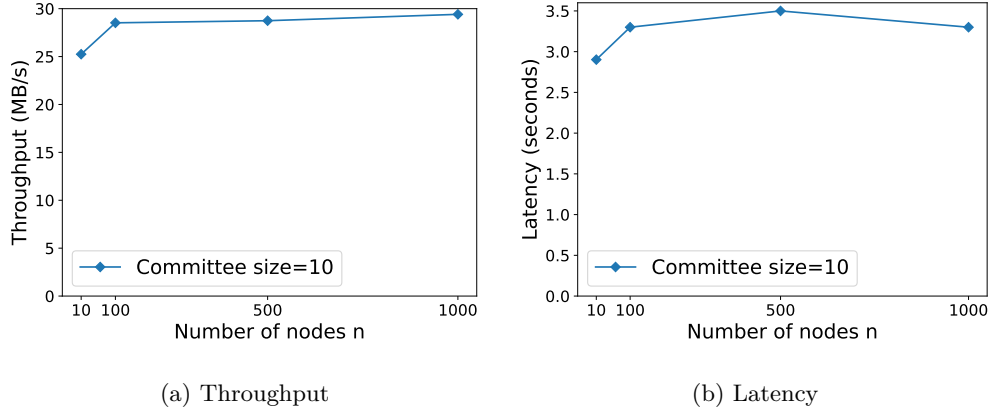 30
25
20
15
10
5
0
Throughput (MB/s)
Committee size=10
10 100 500 1000
Number of nodes n
(a) Throughput
3.5
3.0
2.5
2.0
1.5
1.0
0.5
0.0
Latency (seconds)
Committee size=10
10 100 500 1000
Number of nodes n
(b) Latency